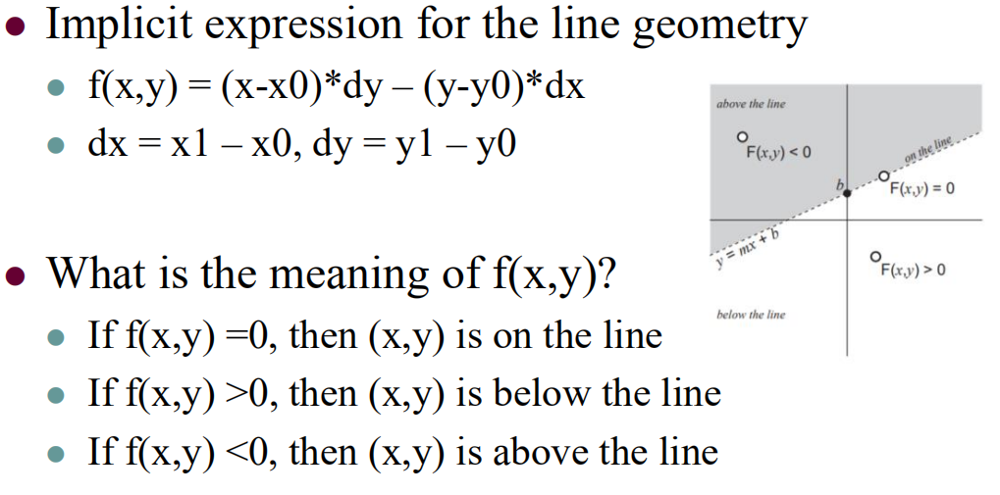 Implicit expression for the line geometry
f(x,y) = (x-x0)*dy – (y-y0)*dx
dx = x1 – x0, dy = y1 – y0
above the line
F(x,y) < 0
on the line
b
F(x,y) = 0
y = mx + b
F(x,y) > 0
below the line
What is the meaning of f(x,y)?
If f(x,y) =0, then (x,y) is on the line
If f(x,y) >0, then (x,y) is below the line
If f(x,y) <0, then (x,y) is above the line